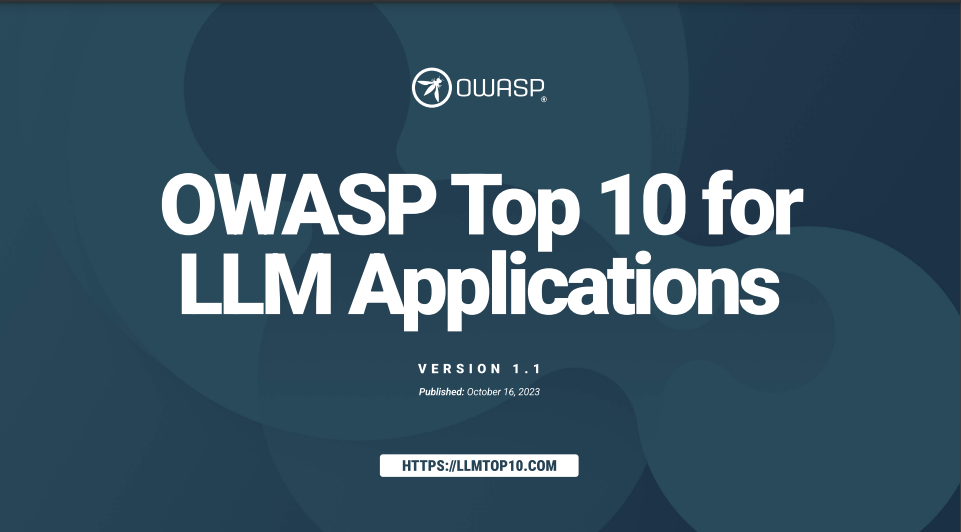 OWASP®
OWASP Top 10 for
LLM Applications
VERSION 1.1
Published: October 16, 2023
HTTPS://LLMTOP10.COM